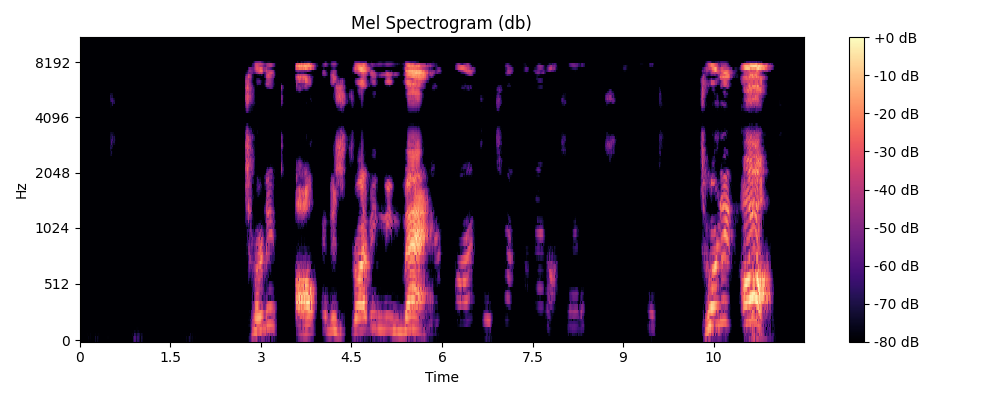 Mel Spectrogram (db)
Hz
8192
4096
2048
1024
512
0
0 1.5 3 4.5 6 7.5 9 10
Time
+0 dB
-10 dB
-20 dB
-30 dB
-40 dB
-50 dB
-60 dB
-70 dB
-80 dB